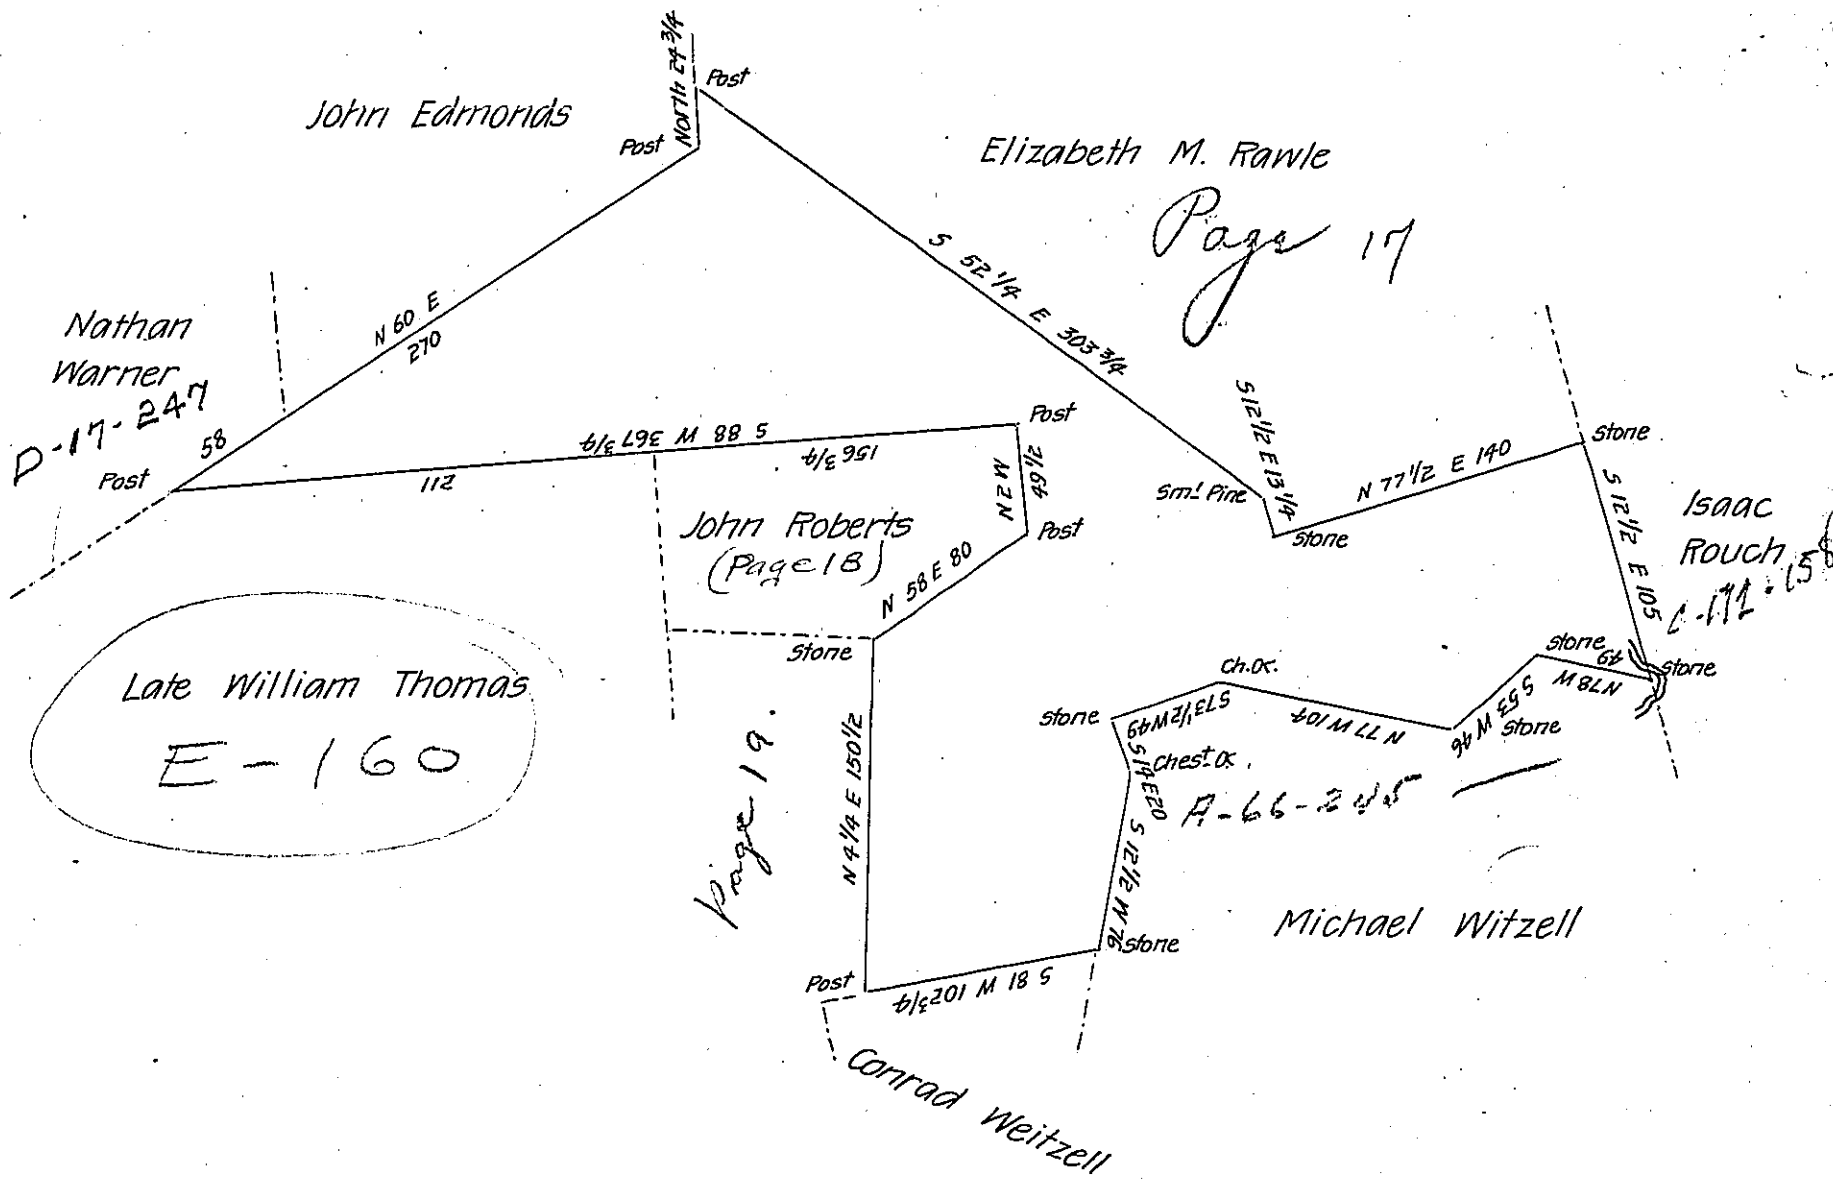 North 24 3/4
Post
John Edmonds
Post
Elizabeth M. Rawle
Page 17
S 52 1/4 E 303 3/4
Nathan
Warner
D-17-247
N 60 E
270
58
Post
S 88 W 367 3/4
156 3/4
112
Post
N 2 W
49 1/2
Post
S 12 1/2 E 13 1/4
Sml. Pine
Stone
N 77 1/2 E 140
Stone
S 12 1/2 E 105
Isaac
Rouch
John Roberts
(Page 18)
N 58 E 80
Stone
Late William Thomas
E-160
Page 19.
N 4 1/4 E 150 1/2
Ch. Ok.
Stone
S 73 1/2 W 49
N 77 W 104
S 53 W 46
Stone
Stone
N 78 W 49
Stone
S 14 E 20
Chest. Ok.
A-66-245
S 12 1/2 W 76
Stone
Michael Witzell
Post
S 81 W 102 3/4
Conrad Weitzell